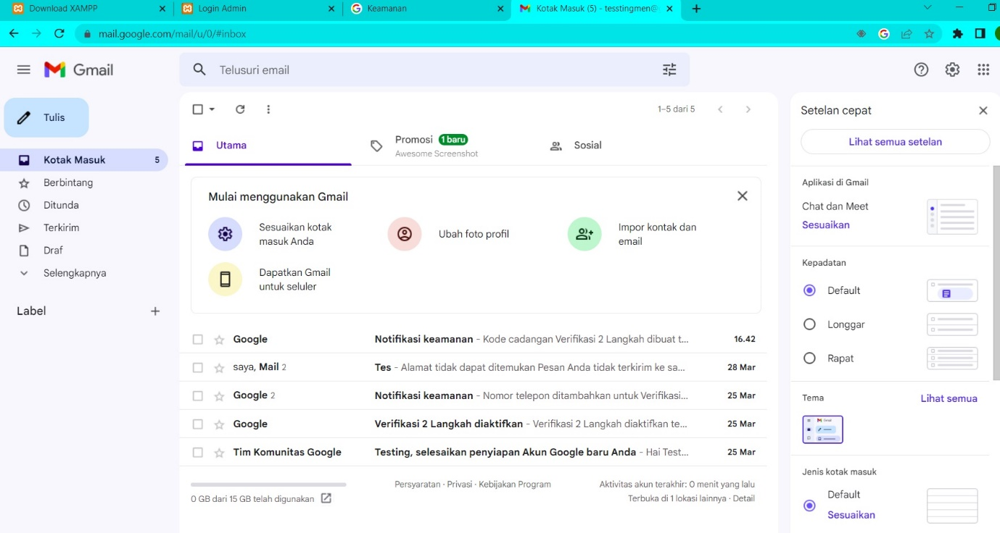 Download XAMPP
Login Admin
Keamanan
Kotak Masuk (5) - tesstingmen@
mail.google.com/mail/u/0/#inbox
Gmail
Telusuri email
Tulis
Kotak Masuk 5
Berbintang
Ditunda
Terkirim
Draf
Selengkapnya
Label
1–5 dari 5
Utama
Promosi 1 baru
Awesome Screenshot
Sosial
Mulai menggunakan Gmail
Sesuaikan kotak
masuk Anda
Ubah foto profil
Impor kontak dan
email
Dapatkan Gmail
untuk seluler
Google Notifikasi keamanan - Kode cadangan Verifikasi 2 Langkah dibuat t... 16.42
saya, Mail 2 Tes - Alamat tidak dapat ditemukan Pesan Anda tidak terkirim ke sa... 28 Mar
Google 2 Notifikasi keamanan - Nomor telepon ditambahkan untuk Verifikasi... 25 Mar
Google Verifikasi 2 Langkah diaktifkan - Verifikasi 2 Langkah diaktifkan te... 25 Mar
Tim Komunitas Google Testing, selesaikan penyiapan Akun Google baru Anda - Hai Test... 25 Mar
0 GB dari 15 GB telah digunakan
Persyaratan · Privasi · Kebijakan Program
Aktivitas akun terakhir: 0 menit yang lalu
Terbuka di 1 lokasi lainnya · Detail
Setelan cepat
Lihat semua setelan
Aplikasi di Gmail
Chat dan Meet
Sesuaikan
Kepadatan
Default
Longgar
Rapat
Tema Lihat semua
Gmail
Jenis kotak masuk
Default
Sesuaikan